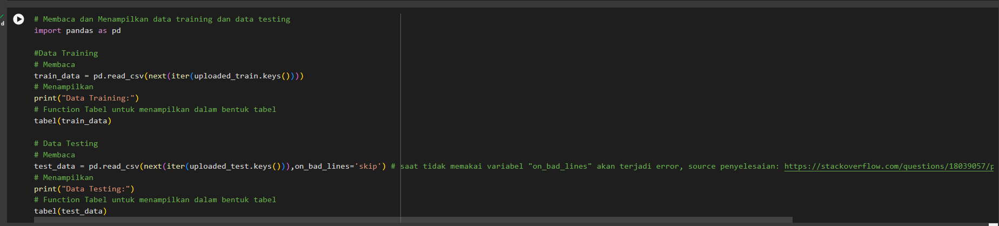 # Membaca dan Menampilkan data training dan data testing
import pandas as pd
#Data Training
# Membaca
train_data = pd.read_csv(next(iter(uploaded_train.keys())))
# Menampilkan
print("Data Training:")
# Function Tabel untuk menampilkan dalam bentuk tabel
tabel(train_data)
# Data Testing
# Membaca
test_data = pd.read_csv(next(iter(uploaded_test.keys())),on_bad_lines='skip') # saat tidak memakai variabel "on_bad_lines" akan terjadi error, source penyelesaian: https://stackoverflow.com/questions/18039057/p
# Menampilkan
print("Data Testing:")
# Function Tabel untuk menampilkan dalam bentuk tabel
tabel(test_data)